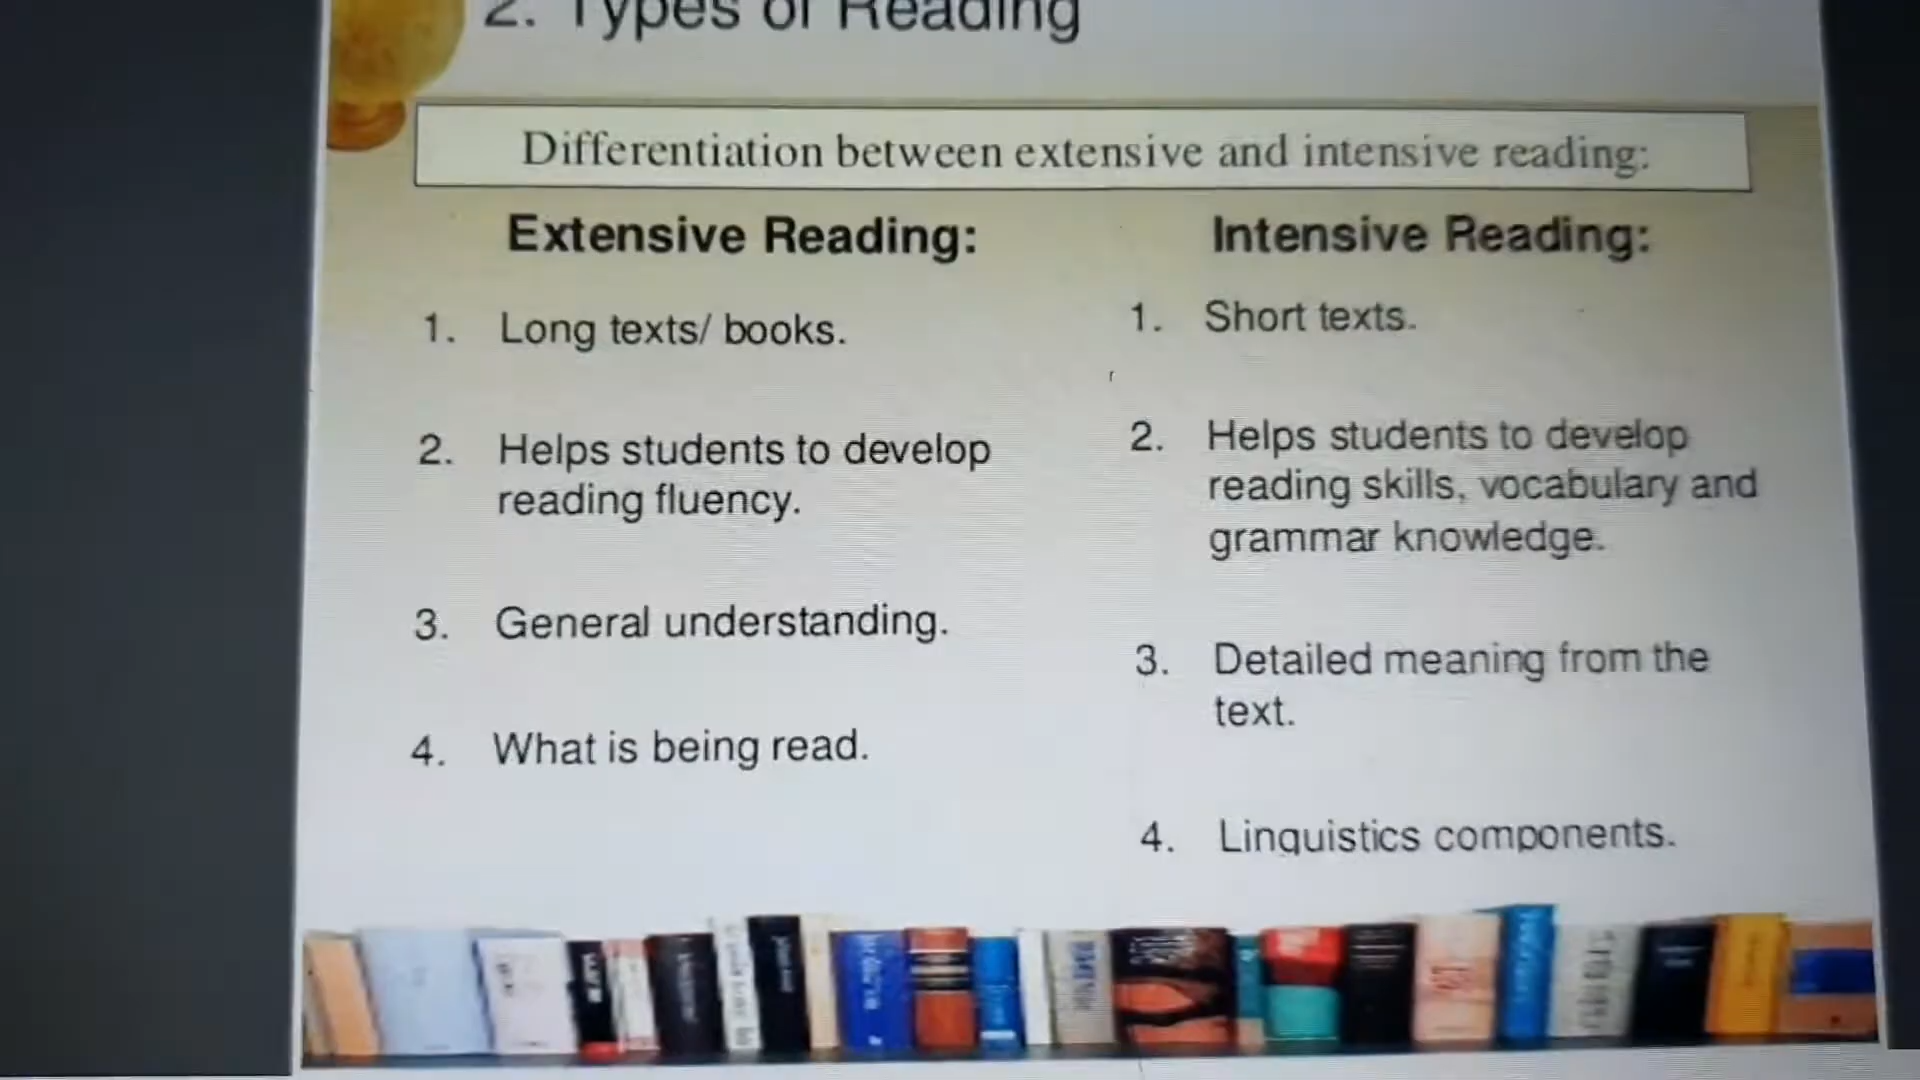 2. Types of Reading
Differentiation between extensive and intensive reading:
Extensive Reading:
1. Long texts/ books.
2. Helps students to develop
reading fluency.
3. General understanding.
4. What is being read.
Intensive Reading:
1. Short texts.
2. Helps students to develop
reading skills, vocabulary and
grammar knowledge.
3. Detailed meaning from the
text.
4. Linguistics components.